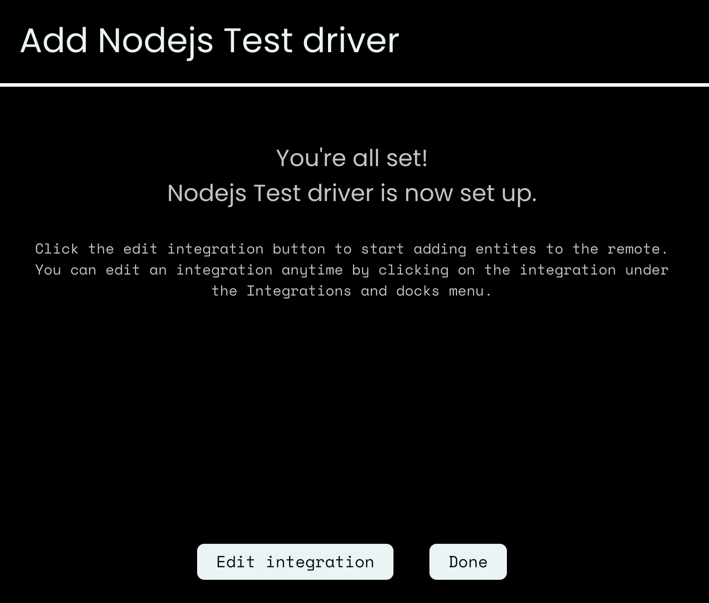 Add Nodejs Test driver
You're all set!
Nodejs Test driver is now set up.
Click the edit integration button to start adding entites to the remote.
You can edit an integration anytime by clicking on the integration under
the Integrations and docks menu.
Edit integration
Done